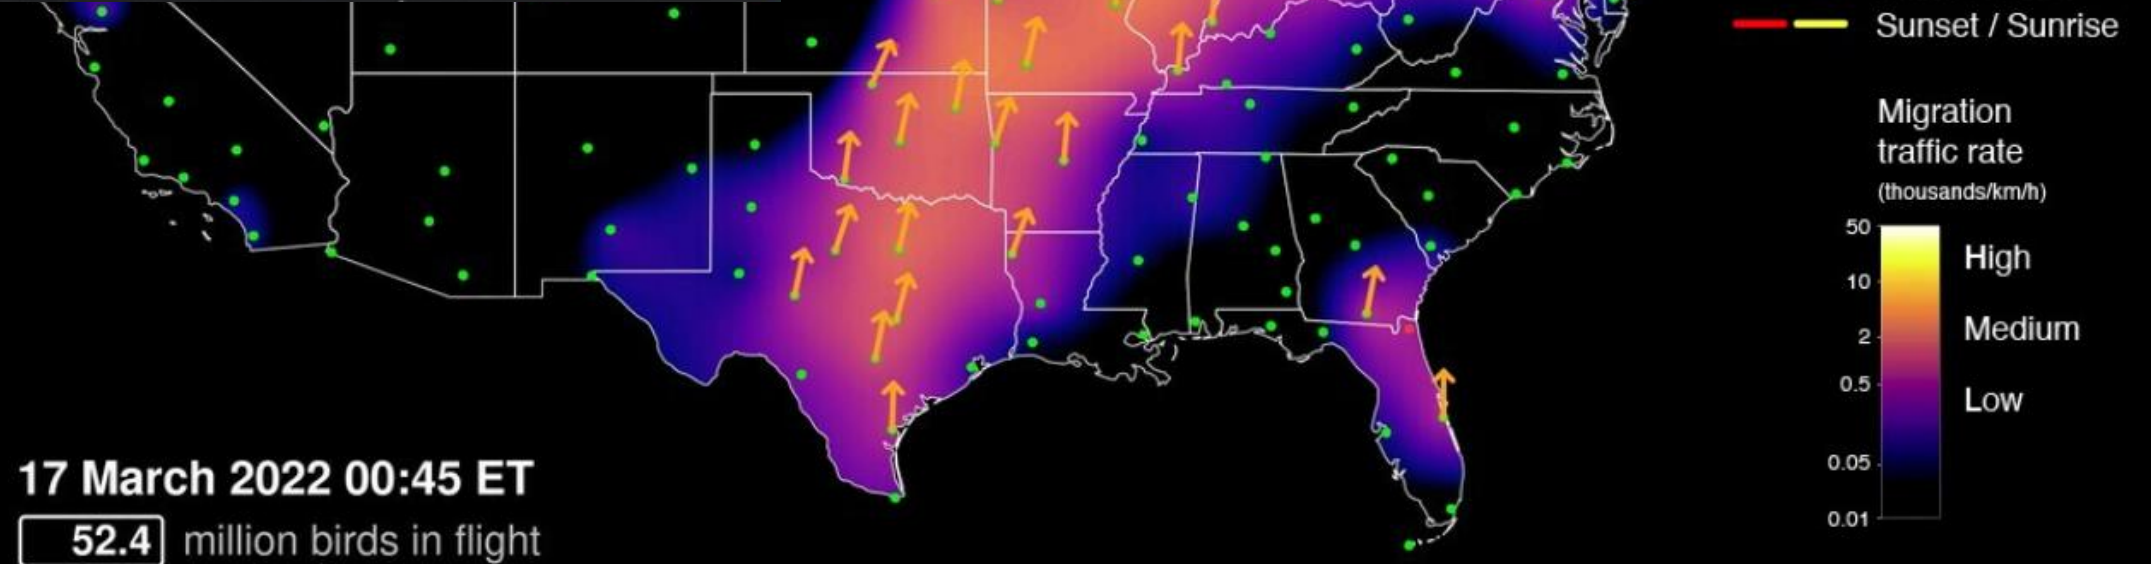 Sunset / Sunrise
Migration
traffic rate
(thousands/km/h)
50
High
10
2
Medium
0.5
Low
0.05
0.01
17 March 2022 00:45 ET
52.4 million birds in flight